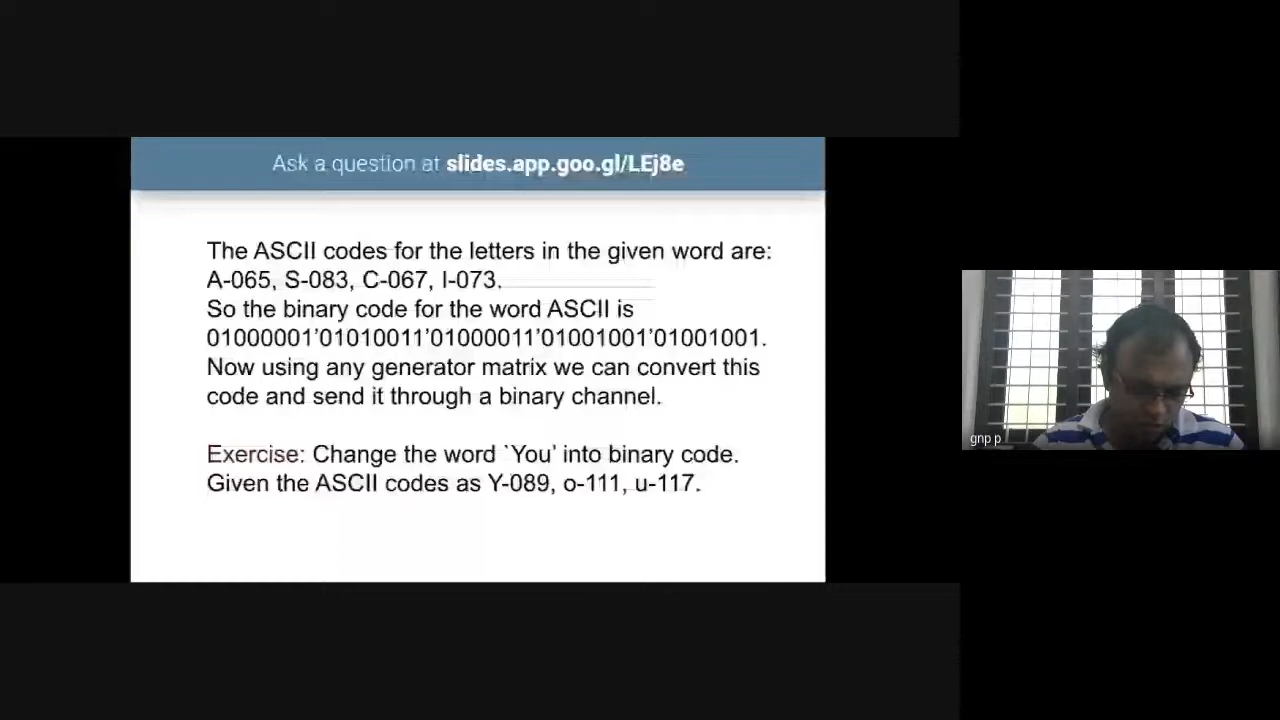 Ask a question at slides.app.goo.gl/LEj8e
The ASCII codes for the letters in the given word are:
A-065, S-083, C-067, I-073.
So the binary code for the word ASCII is
01000001’01010011’01000011’01001001’01001001.
Now using any generator matrix we can convert this
code and send it through a binary channel.
Exercise: Change the word `You’ into binary code.
Given the ASCII codes as Y-089, o-111, u-117.
gnp p